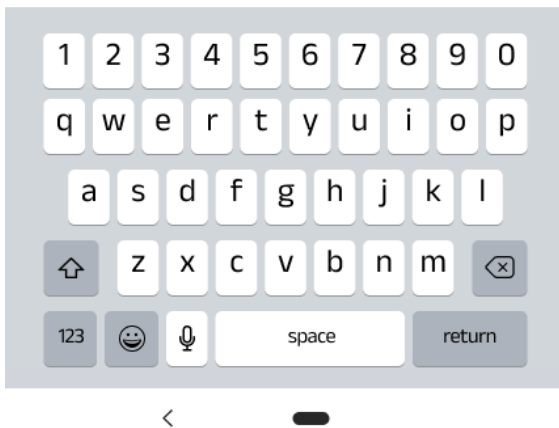 1 2 3 4 5 6 7 8 9 0
q w e r t y u i o p
a s d f g h j k l
z x c v b n m
123 space return